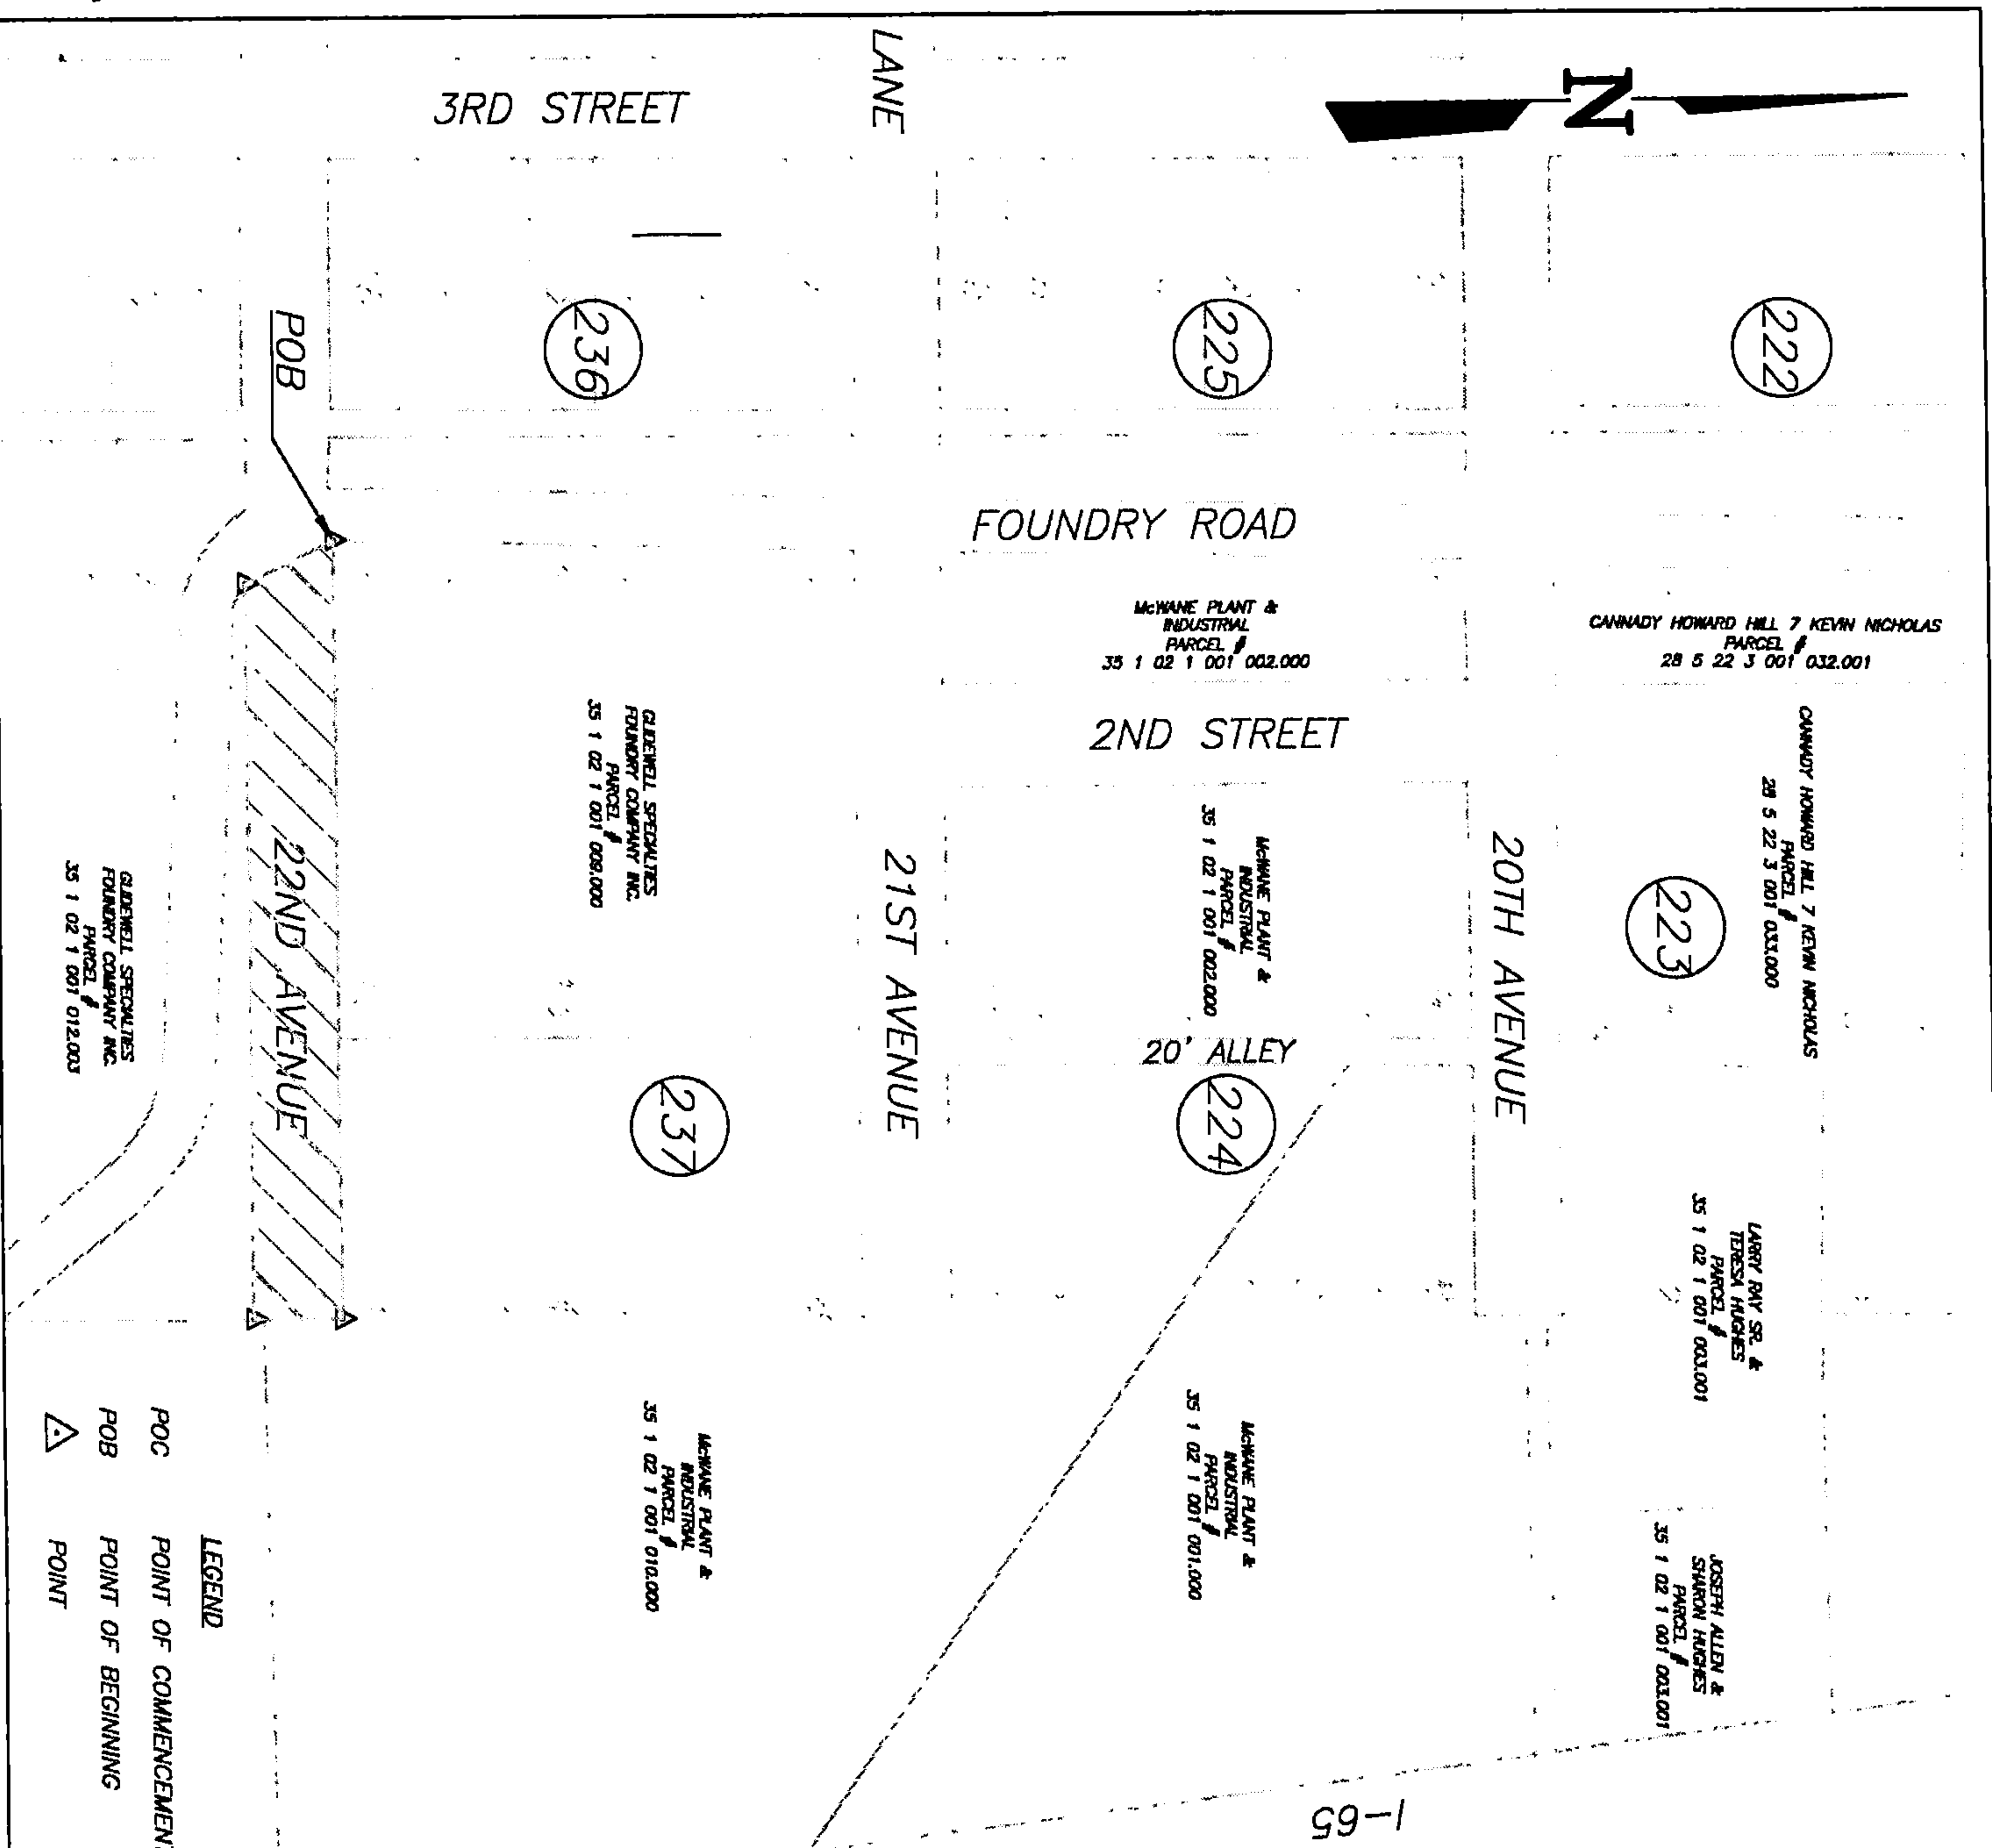 LANE
N
3RD STREET
236
225
222
POB
FOUNDRY ROAD
McWANE PLANT &
INDUSTRIAL
PARCEL #
35 1 02 1 001 002.000
CANNADY HOWARD HILL 7 KEVIN NICHOLAS
PARCEL #
28 5 22 3 001 032.001
2ND STREET
CANNADY HOWARD HILL 7 KEVIN NICHOLAS
PARCEL #
28 5 22 3 001 033.000
GLIDEWELL SPECIALTIES
FOUNDRY COMPANY INC.
PARCEL #
35 1 02 1 001 009.000
McWANE PLANT &
INDUSTRIAL
PARCEL #
35 1 02 1 001 002.000
20TH AVENUE
223
21ST AVENUE
22ND AVENUE
GLIDEWELL SPECIALTIES
FOUNDRY COMPANY INC.
PARCEL #
35 1 02 1 001 012.003
20' ALLEY
237
224
LARRY RAY SR. &
TERESA HUGHES
PARCEL #
35 1 02 1 001 003.001
McWANE PLANT &
INDUSTRIAL
PARCEL #
35 1 02 1 001 010.000
McWANE PLANT &
INDUSTRIAL
PARCEL #
35 1 02 1 001 001.000
JOSEPH ALLEN &
SHARON HUGHES
PARCEL #
35 1 02 1 001 003.001
LEGEND
POC POINT OF COMMENCEMENT
POB POINT OF BEGINNING
POINT
I-65